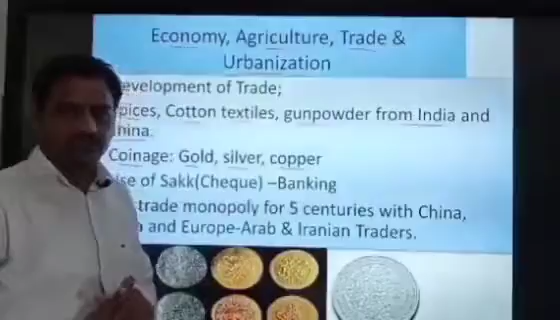 Economy, Agriculture, Trade &
Urbanization
evelopment of Trade;
pices, Cotton textiles, gunpowder from India and
hina.
Coinage: Gold, silver, copper
se of Sakk(Cheque) –Banking
trade monopoly for 5 centuries with China,
and Europe-Arab & Iranian Traders.